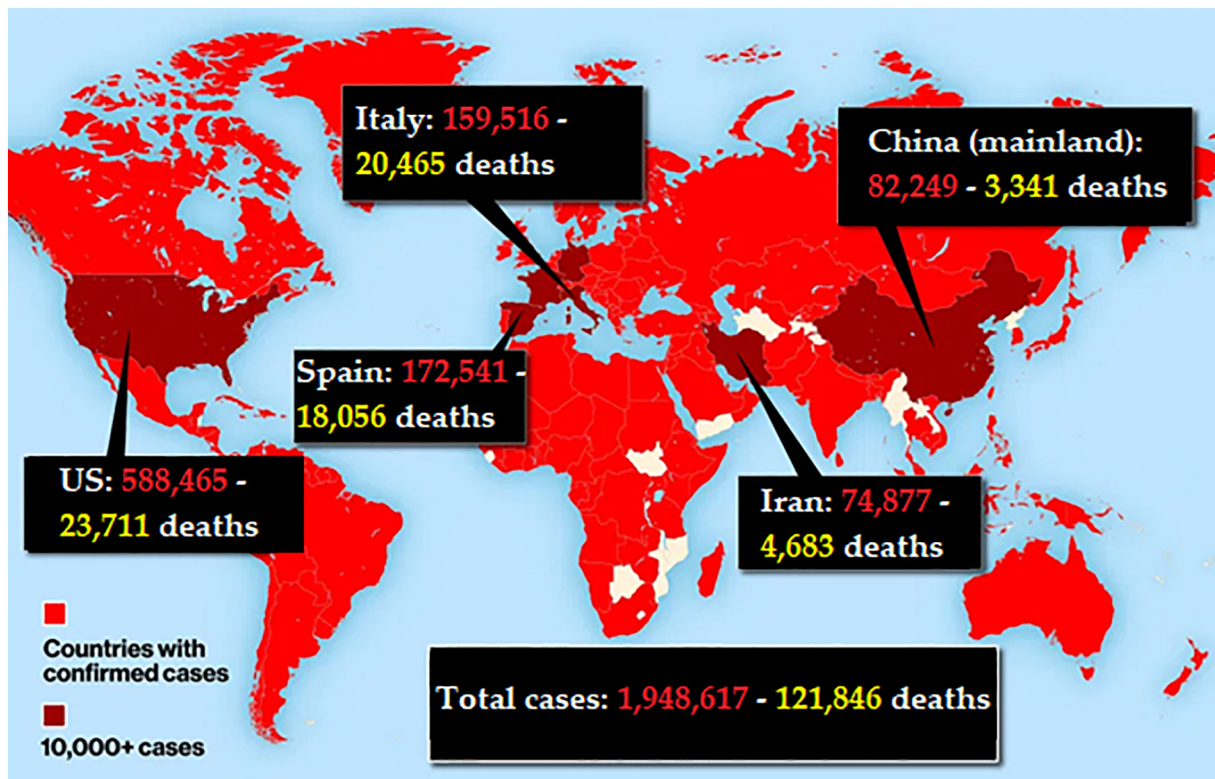 Italy: 159,516 -
20,465 deaths
China (mainland):
82,249 - 3,341 deaths
Spain: 172,541 -
18,056 deaths
US: 588,465 -
23,711 deaths
Iran: 74,877 -
4,683 deaths
Countries with
confirmed cases
10,000+ cases
Total cases: 1,948,617 - 121,846 deaths